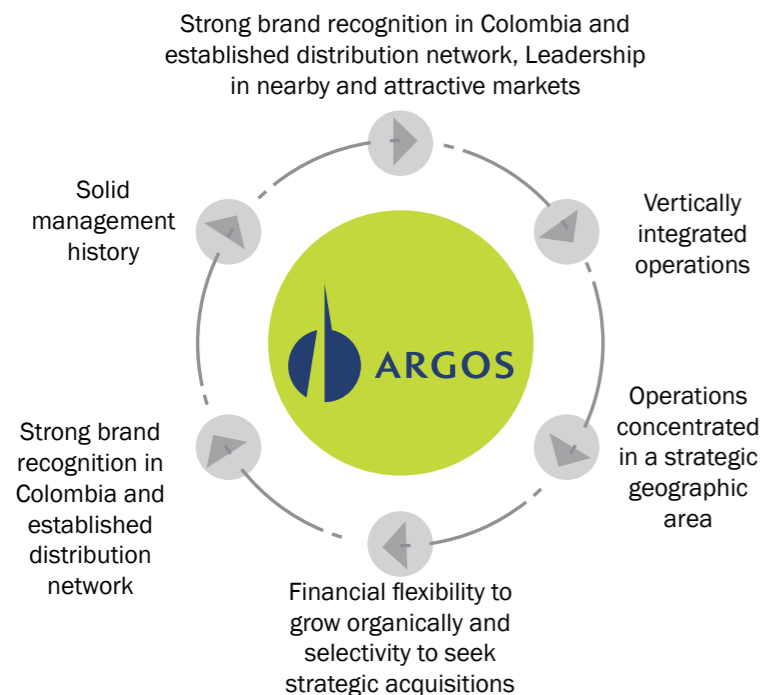 Strong brand recognition in Colombia and
established distribution network, Leadership
in nearby and attractive markets
Solid
management
history
Vertically
integrated
operations
ARGOS
Operations
concentrated
in a strategic
geographic
area
Strong brand
recognition in
Colombia and
established
distribution
network
Financial flexibility to
grow organically and
selectivity to seek
strategic acquisitions